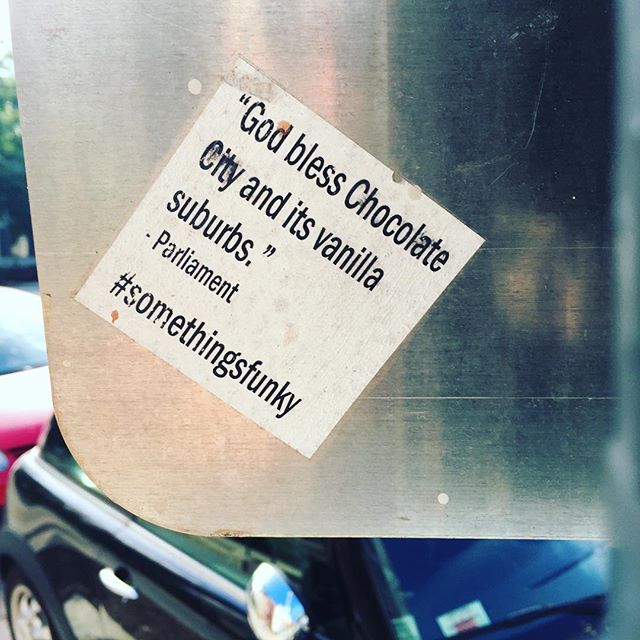 “God bless Chocolate
City and its vanilla
suburbs.”
- Parliament
#somethingsfunky